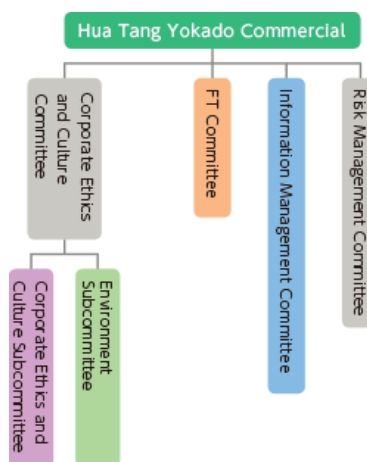 Hua Tang Yokado Commercial
Corporate Ethics
and Culture
Committee
FT Committee
Information Management Committee
Risk Management Committee
Corporate Ethics and
Culture Subcommittee
Environment
Subcommittee